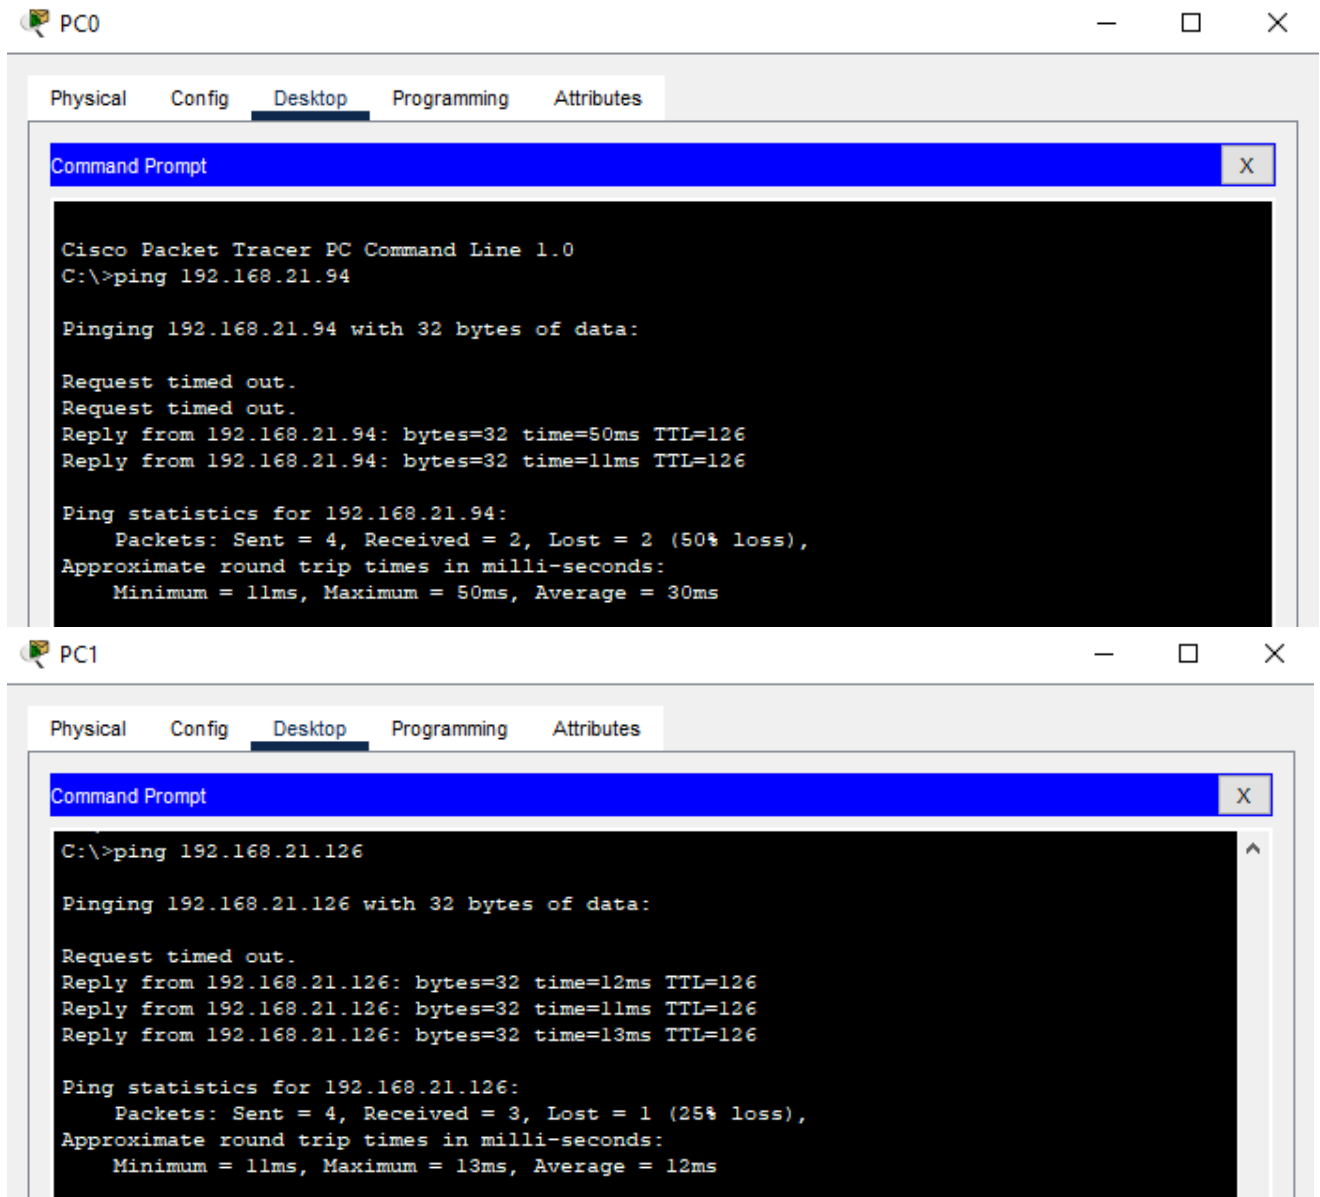 PC0
Physical Config Desktop Programming Attributes
Command Prompt X
Cisco Packet Tracer PC Command Line 1.0
C:\>ping 192.168.21.94
Pinging 192.168.21.94 with 32 bytes of data:
Request timed out.
Request timed out.
Reply from 192.168.21.94: bytes=32 time=50ms TTL=126
Reply from 192.168.21.94: bytes=32 time=11ms TTL=126
Ping statistics for 192.168.21.94:
Packets: Sent = 4, Received = 2, Lost = 2 (50% loss),
Approximate round trip times in milli-seconds:
Minimum = 11ms, Maximum = 50ms, Average = 30ms
PC1
Physical Config Desktop Programming Attributes
Command Prompt X
C:\>ping 192.168.21.126
Pinging 192.168.21.126 with 32 bytes of data:
Request timed out.
Reply from 192.168.21.126: bytes=32 time=12ms TTL=126
Reply from 192.168.21.126: bytes=32 time=11ms TTL=126
Reply from 192.168.21.126: bytes=32 time=13ms TTL=126
Ping statistics for 192.168.21.126:
Packets: Sent = 4, Received = 3, Lost = 1 (25% loss),
Approximate round trip times in milli-seconds:
Minimum = 11ms, Maximum = 13ms, Average = 12ms